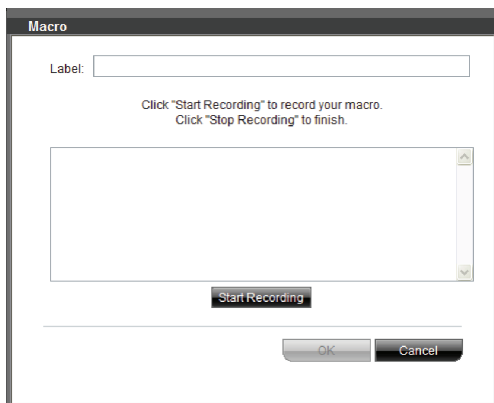 Macro
Label:
Click "Start Recording" to record your macro.
Click "Stop Recording" to finish.
Start Recording
OK Cancel